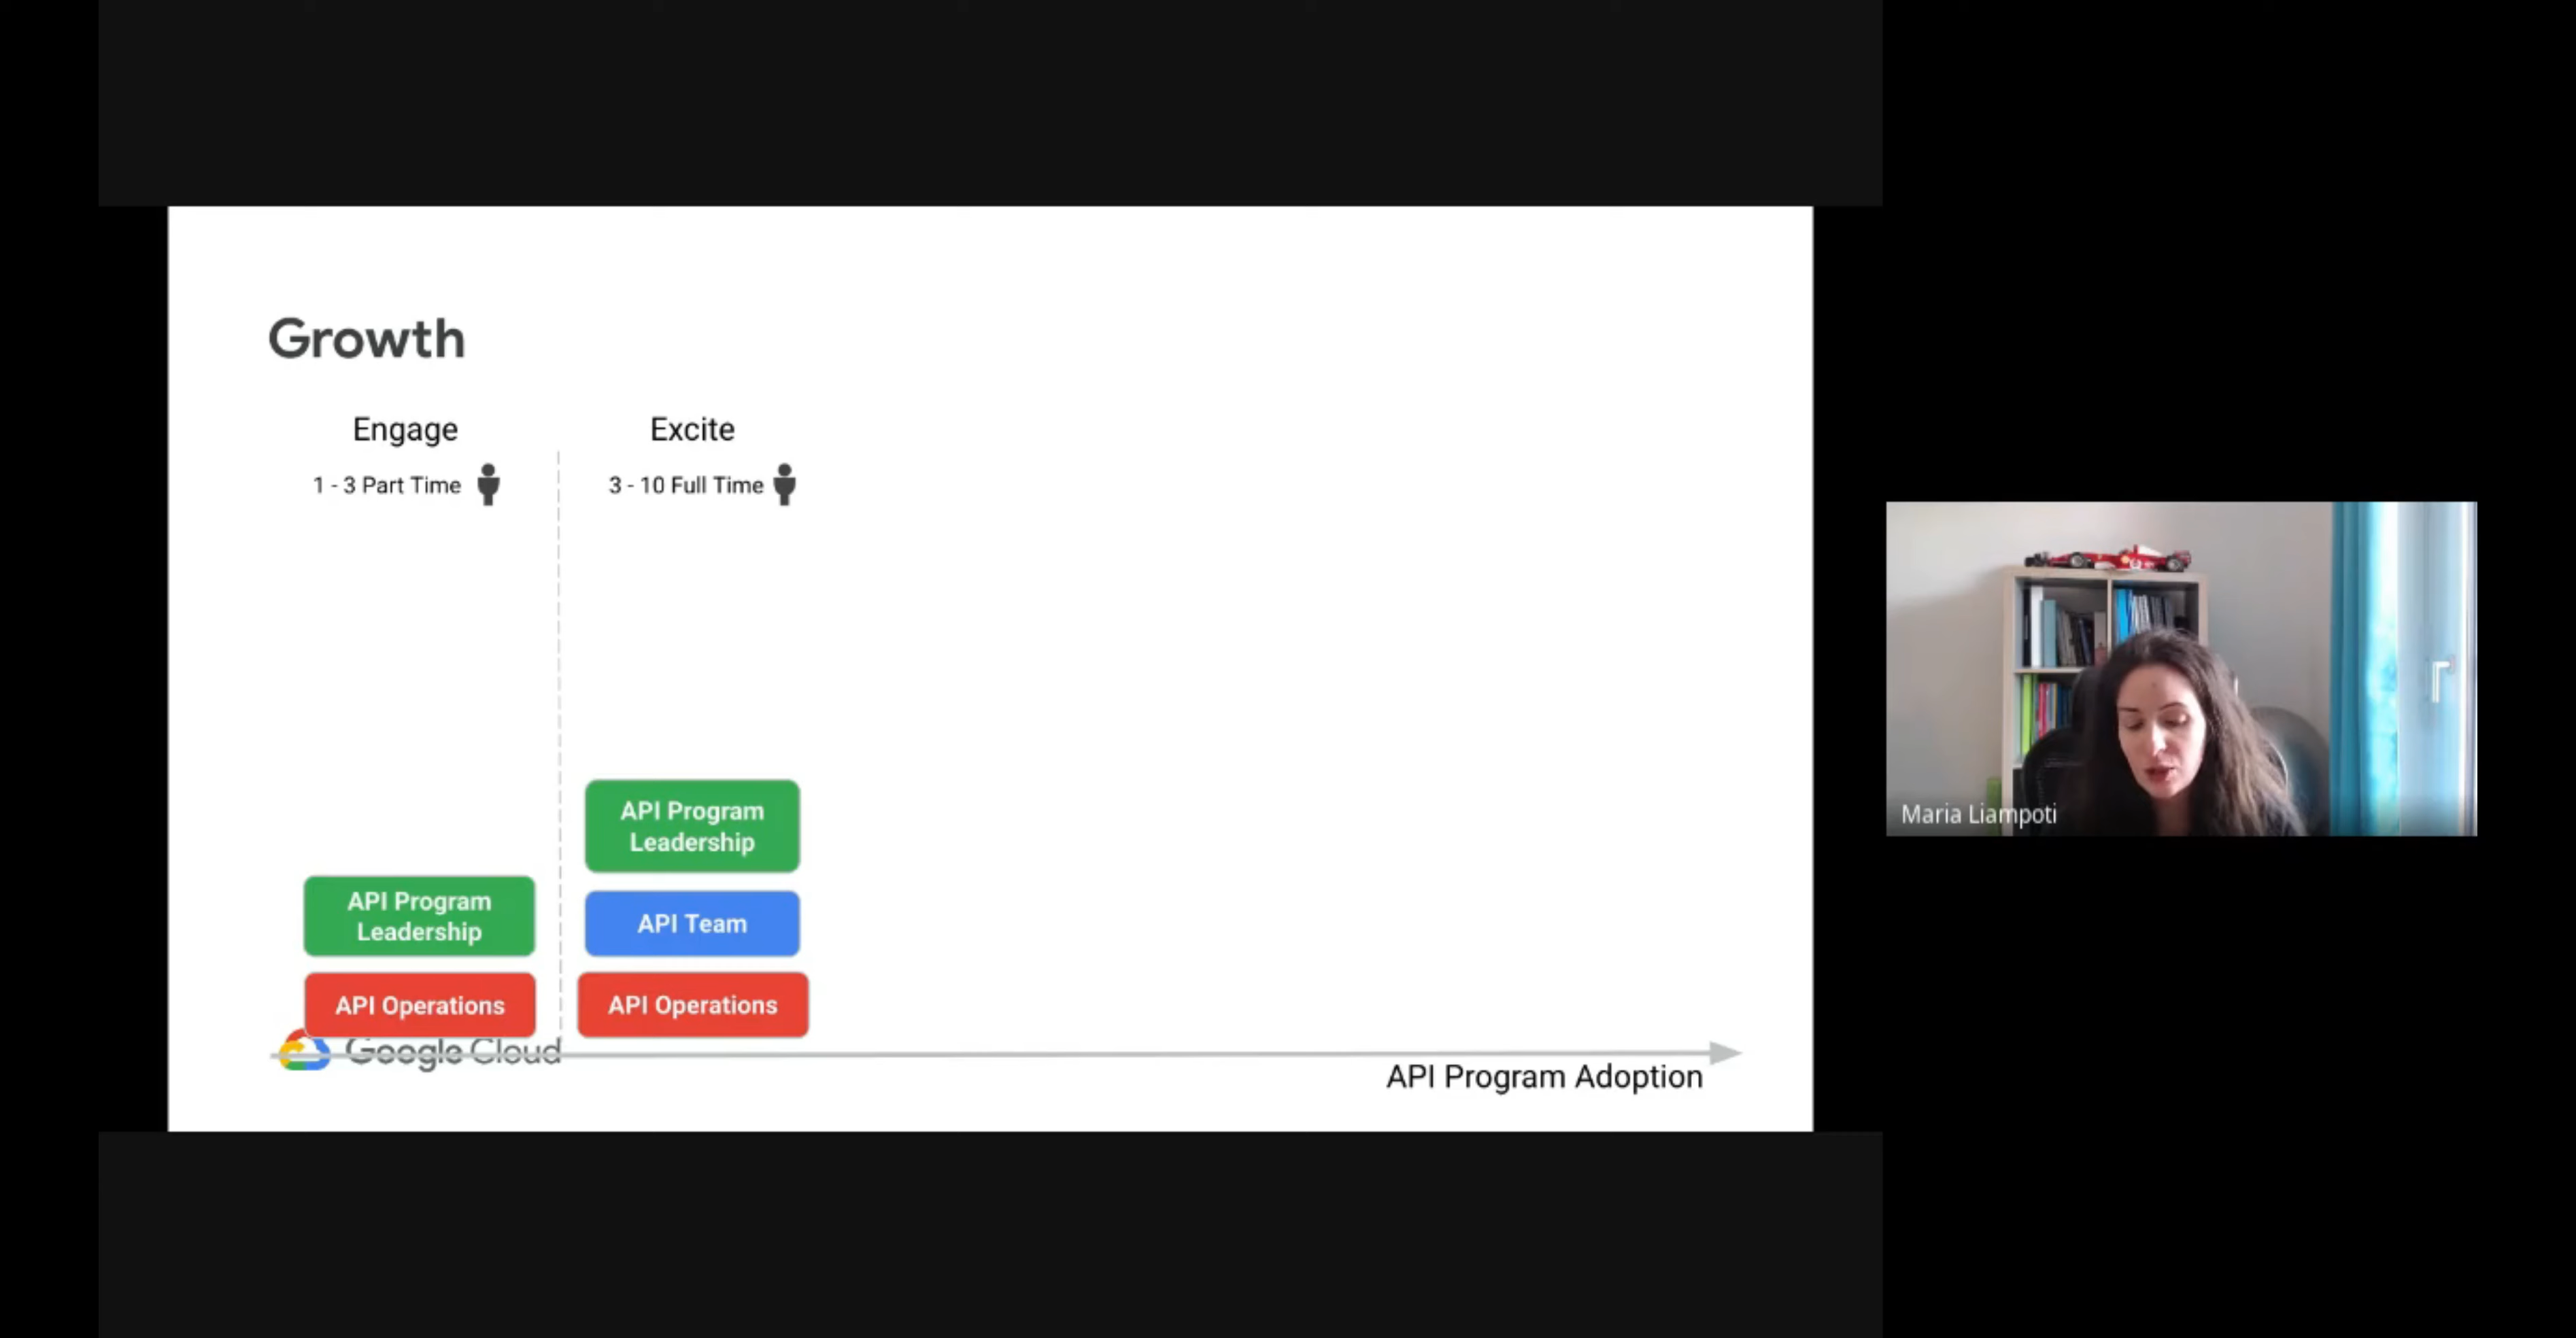 Growth
Engage
1 - 3 Part Time
Excite
3 - 10 Full Time
API Program
Leadership
API Operations
API Program
Leadership
API Team
API Operations
Google Cloud
API Program Adoption
Maria Liampoti